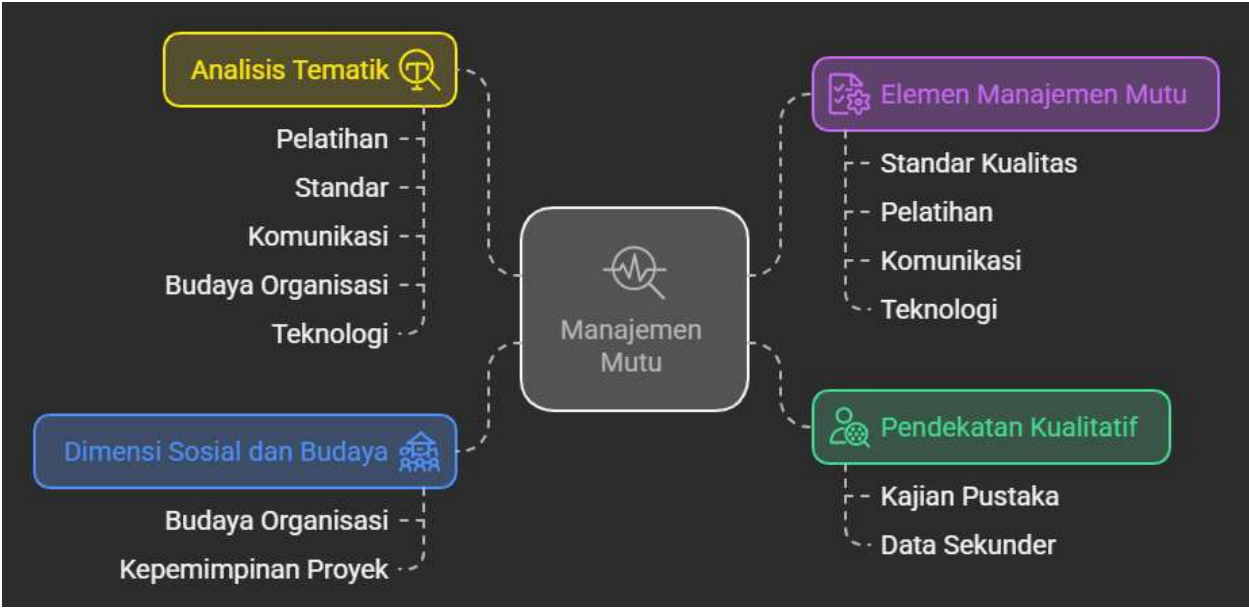 Analisis Tematik
Pelatihan
Standar
Komunikasi
Budaya Organisasi
Teknologi
Dimensi Sosial dan Budaya
Budaya Organisasi
Kepemimpinan Proyek
Manajemen
Mutu
Elemen Manajemen Mutu
Standar Kualitas
Pelatihan
Komunikasi
Teknologi
Pendekatan Kualitatif
Kajian Pustaka
Data Sekunder